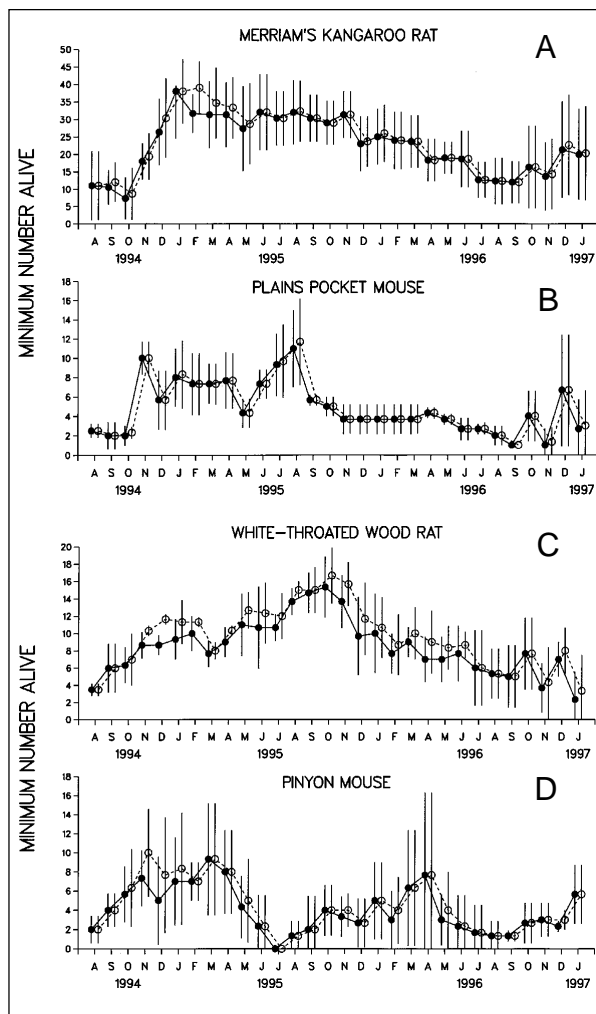 MERRIAM'S KANGAROO RAT
A
50
45
40
35
30
25
20
15
10
5
0
A S O N D J F M A M J J A S O N D J F M A M J J A S O N D J
1994 1995 1996 1997
MINIMUM NUMBER ALIVE
PLAINS POCKET MOUSE
B
18
16
14
12
10
8
6
4
2
0
A S O N D J F M A M J J A S O N D J F M A M J J A S O N D J
1994 1995 1996 1997
WHITE-THROATED WOOD RAT
C
20
18
16
14
12
10
8
6
4
2
0
A S O N D J F M A M J J A S O N D J F M A M J J A S O N D J
1994 1995 1996 1997
MINIMUM NUMBER ALIVE
PINYON MOUSE
D
18
16
14
12
10
8
6
4
2
0
A S O N D J F M A M J J A S O N D J F M A M J J A S O N D J
1994 1995 1996 1997